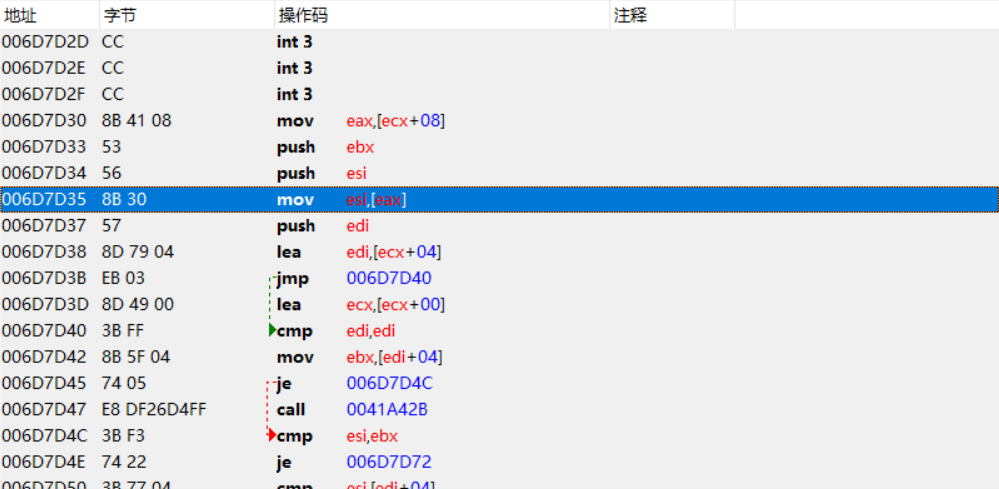 地址 字节 操作码 注释
006D7D2D CC int 3
006D7D2E CC int 3
006D7D2F CC int 3
006D7D30 8B 41 08 mov eax,[ecx+08]
006D7D33 53 push ebx
006D7D34 56 push esi
006D7D35 8B 30 mov esi,[eax]
006D7D37 57 push edi
006D7D38 8D 79 04 lea edi,[ecx+04]
006D7D3B EB 03 jmp 006D7D40
006D7D3D 8D 49 00 lea ecx,[ecx+00]
006D7D40 3B FF cmp edi,edi
006D7D42 8B 5F 04 mov ebx,[edi+04]
006D7D45 74 05 je 006D7D4C
006D7D47 E8 DF26D4FF call 0041A42B
006D7D4C 3B F3 cmp esi,ebx
006D7D4E 74 22 je 006D7D72
006D7D50 3B 77 04 cmp esi,[edi+04]